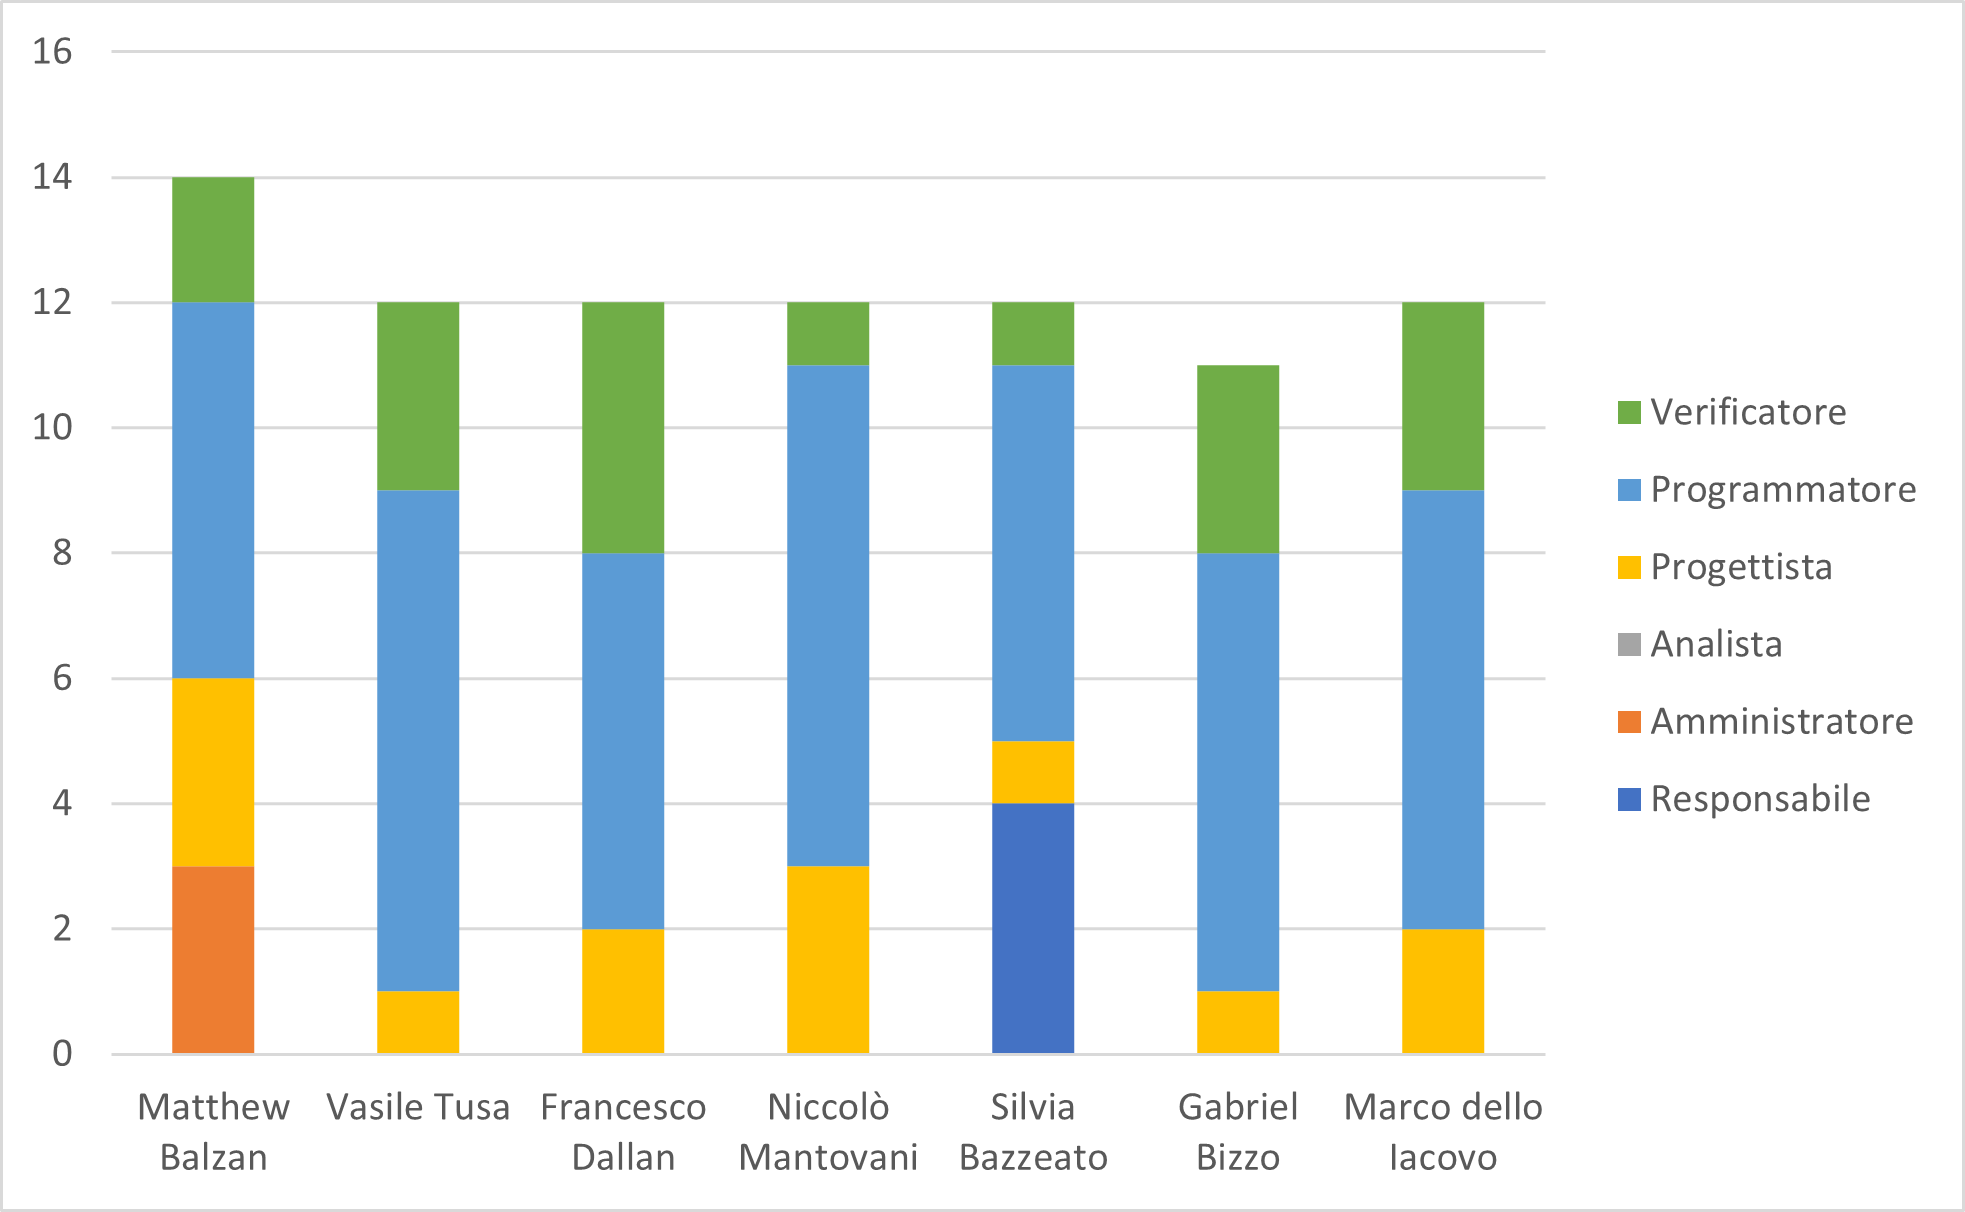 16
14
12
10
8
6
4
2
0
Matthew Balzan
Vasile Tusa
Francesco Dallan
Niccolò Mantovani
Silvia Bazzeato
Gabriel Bizzo
Marco dello Iacovo
Verificatore
Programmatore
Progettista
Analista
Amministratore
Responsabile